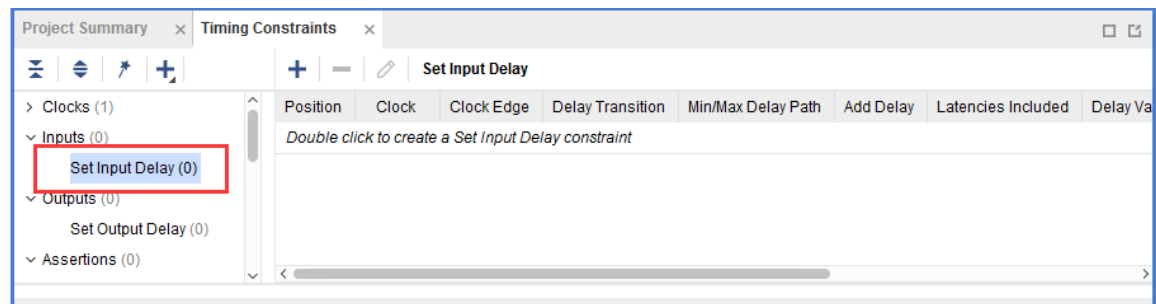 Project Summary × Timing Constraints ×
Set Input Delay
Clocks (1)
Inputs (0)
Set Input Delay (0)
Outputs (0)
Set Output Delay (0)
Assertions (0)
Position Clock Clock Edge Delay Transition Min/Max Delay Path Add Delay Latencies Included Delay Va
Double click to create a Set Input Delay constraint